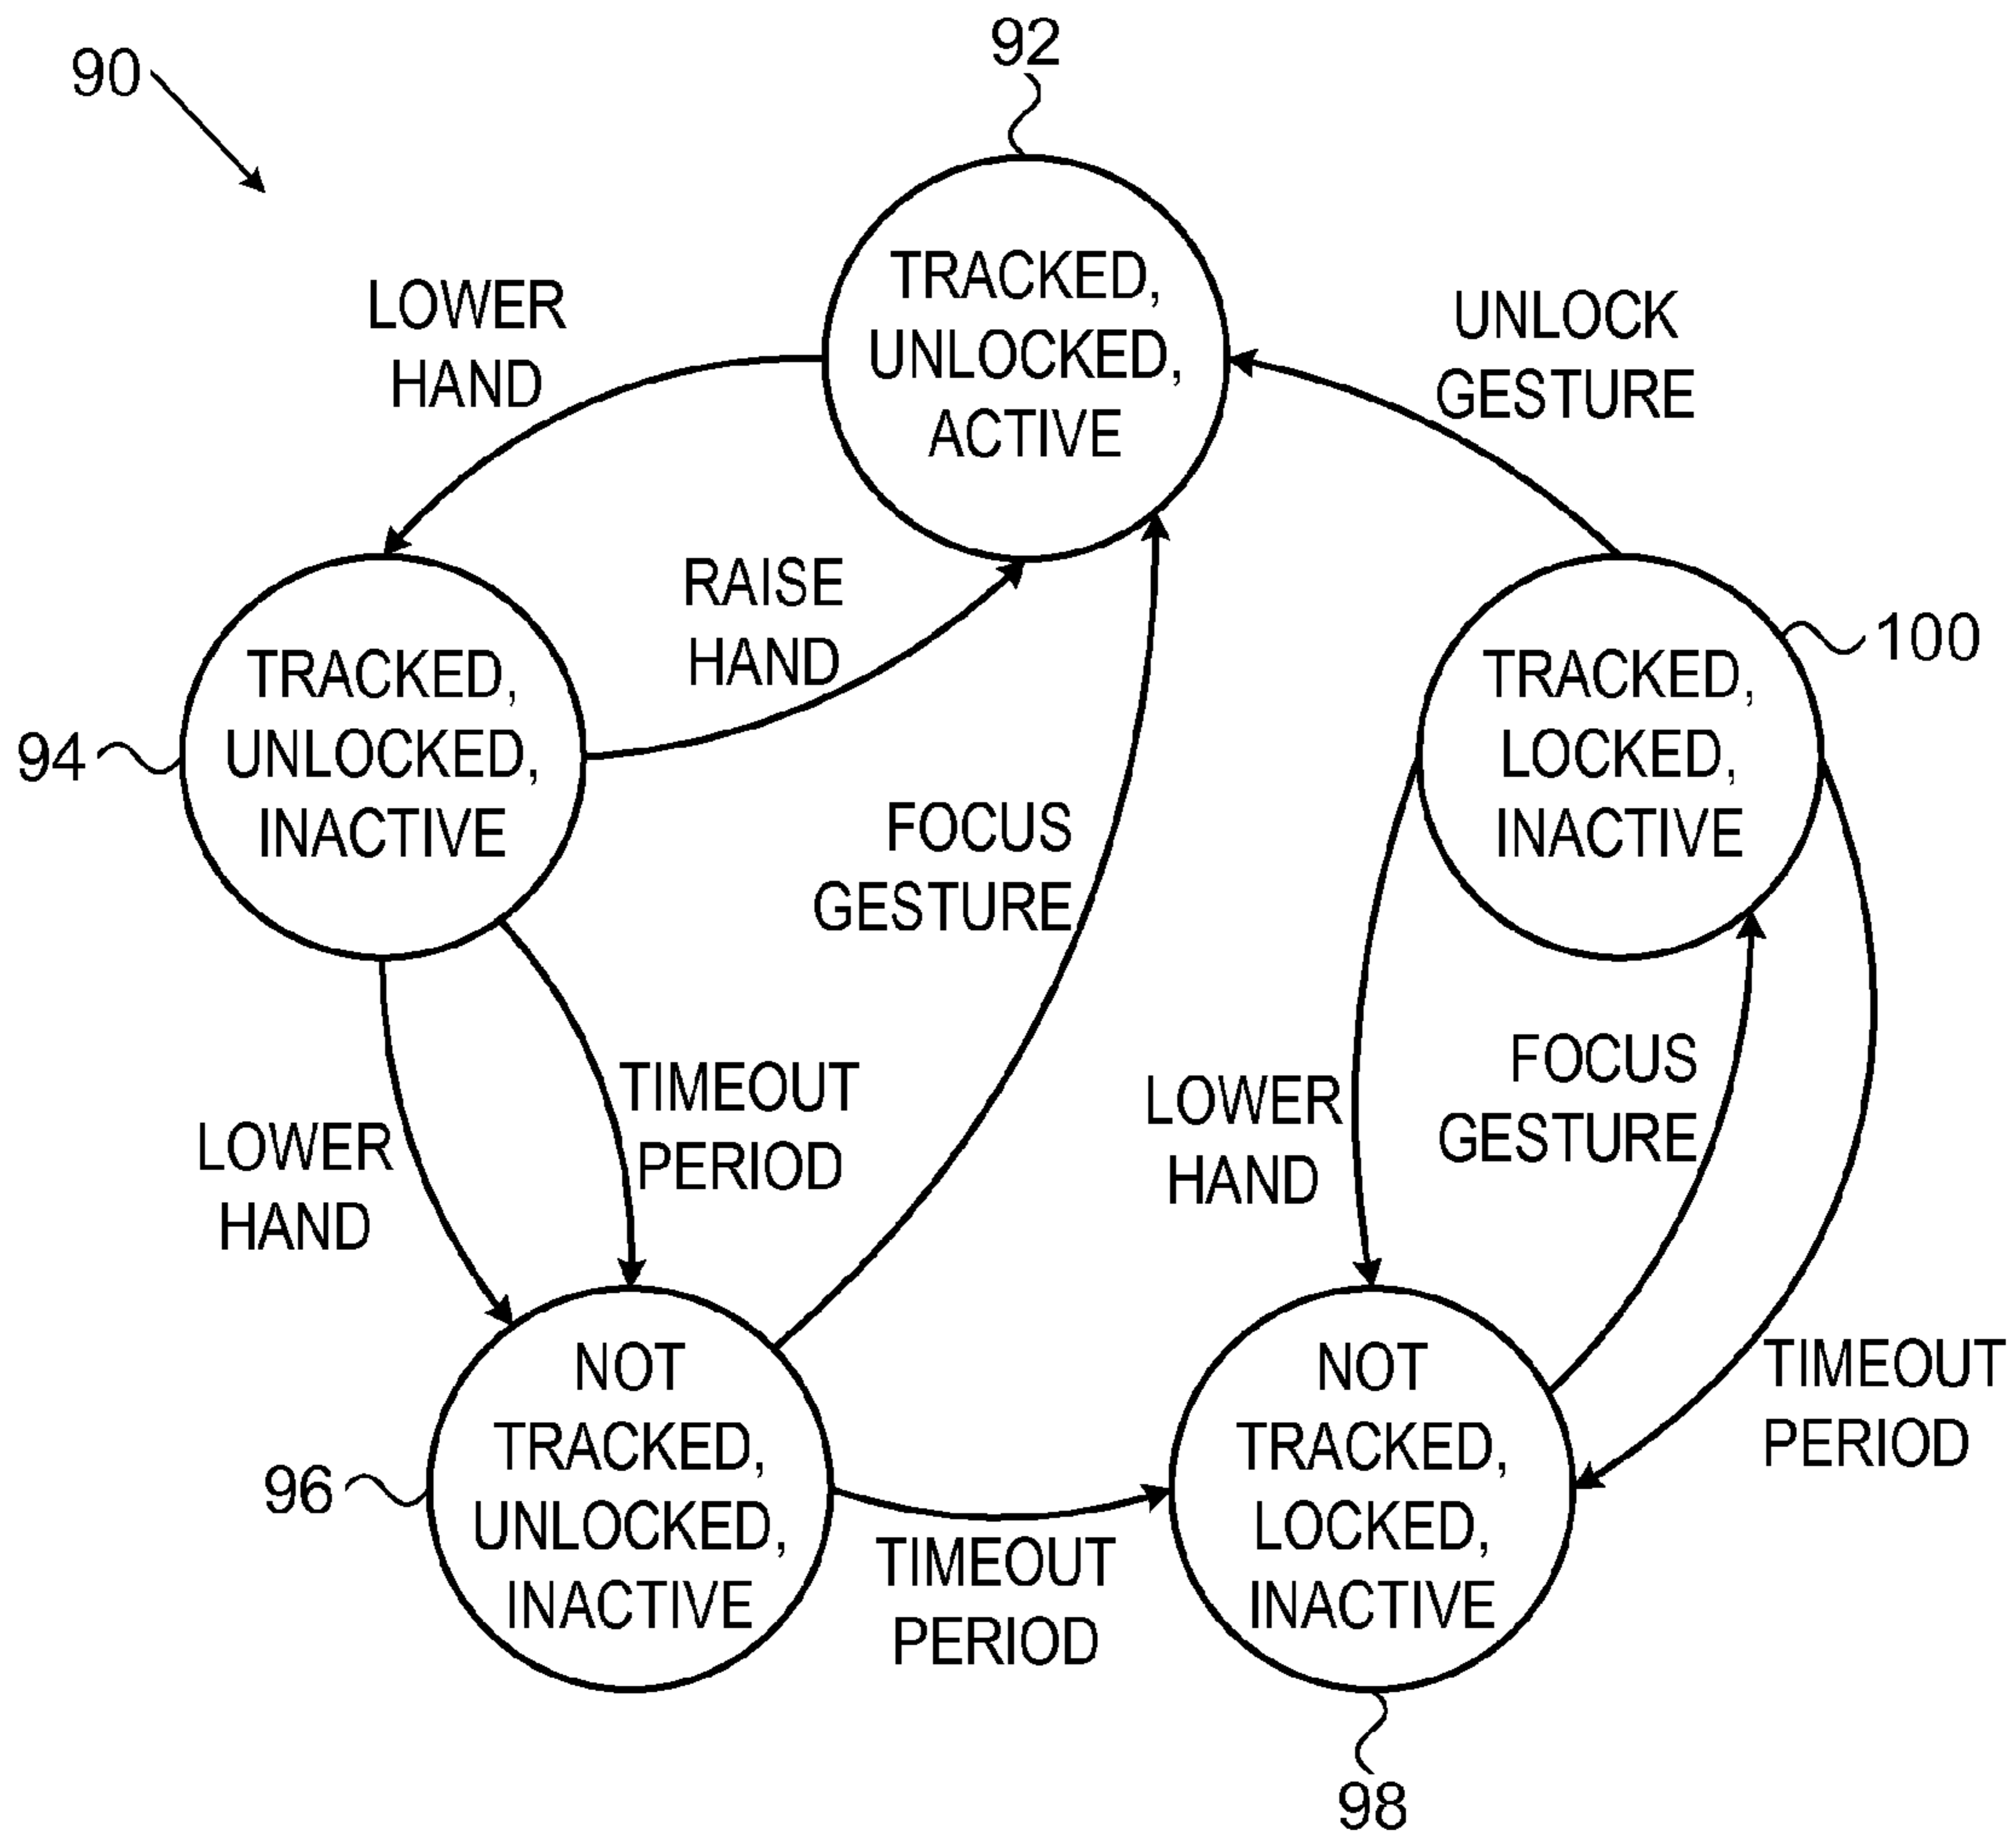 90
92
TRACKED,
UNLOCKED,
ACTIVE
LOWER
HAND
UNLOCK
GESTURE
RAISE
HAND
100
TRACKED,
UNLOCKED,
INACTIVE
94
TRACKED,
LOCKED,
INACTIVE
FOCUS
GESTURE
TIMEOUT
PERIOD
LOWER
HAND
LOWER
HAND
FOCUS
GESTURE
TIMEOUT
PERIOD
NOT
TRACKED,
UNLOCKED,
INACTIVE
96
TIMEOUT
PERIOD
NOT
TRACKED,
LOCKED,
INACTIVE
98